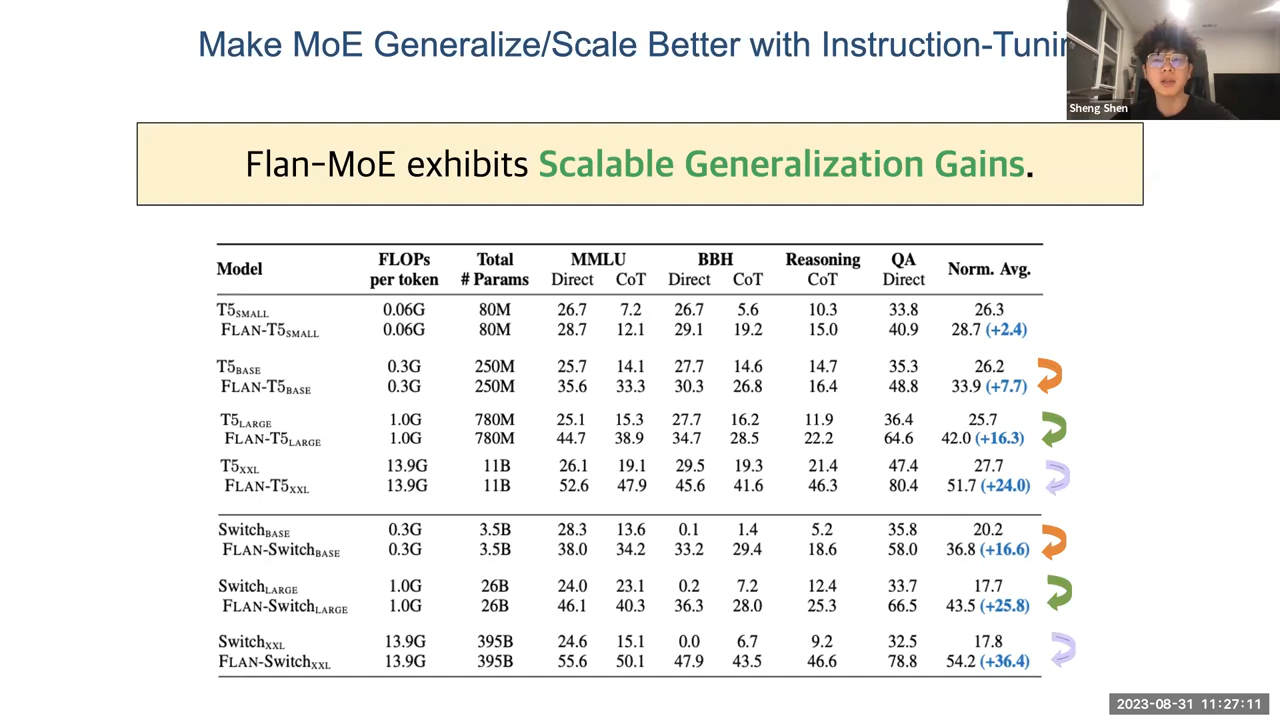 Make MoE Generalize/Scale Better with Instruction-Tunin
Sheng Shen
Flan-MoE exhibits Scalable Generalization Gains.
Model FLOPs per token Total # Params MMLU BBH Reasoning QA Norm. Avg.
Direct CoT Direct CoT CoT Direct
T5SMALL 0.06G 80M 26.7 7.2 26.7 5.6 10.3 33.8 26.3
FLAN-T5SMALL 0.06G 80M 28.7 12.1 29.1 19.2 15.0 40.9 28.7 (+2.4)
T5BASE 0.3G 250M 25.7 14.1 27.7 14.6 14.7 35.3 26.2
FLAN-T5BASE 0.3G 250M 35.6 33.3 30.3 26.8 16.4 48.8 33.9 (+7.7)
T5LARGE 1.0G 780M 25.1 15.3 27.7 16.2 11.9 36.4 25.7
FLAN-T5LARGE 1.0G 780M 44.7 38.9 34.7 28.5 22.2 64.6 42.0 (+16.3)
T5XXL 13.9G 11B 26.1 19.1 29.5 19.3 21.4 47.4 27.7
FLAN-T5XXL 13.9G 11B 52.6 47.9 45.6 41.6 46.3 80.4 51.7 (+24.0)
SwitchBASE 0.3G 3.5B 28.3 13.6 0.1 1.4 5.2 35.8 20.2
FLAN-SwitchBASE 0.3G 3.5B 38.0 34.2 33.2 29.4 18.6 58.0 36.8 (+16.6)
SwitchLARGE 1.0G 26B 24.0 23.1 0.2 7.2 12.4 33.7 17.7
FLAN-SwitchLARGE 1.0G 26B 46.1 40.3 36.3 28.0 25.3 66.5 43.5 (+25.8)
SwitchXXL 13.9G 395B 24.6 15.1 0.0 6.7 9.2 32.5 17.8
FLAN-SwitchXXL 13.9G 395B 55.6 50.1 47.9 43.5 46.6 78.8 54.2 (+36.4)
2023-08-31 11:27:11